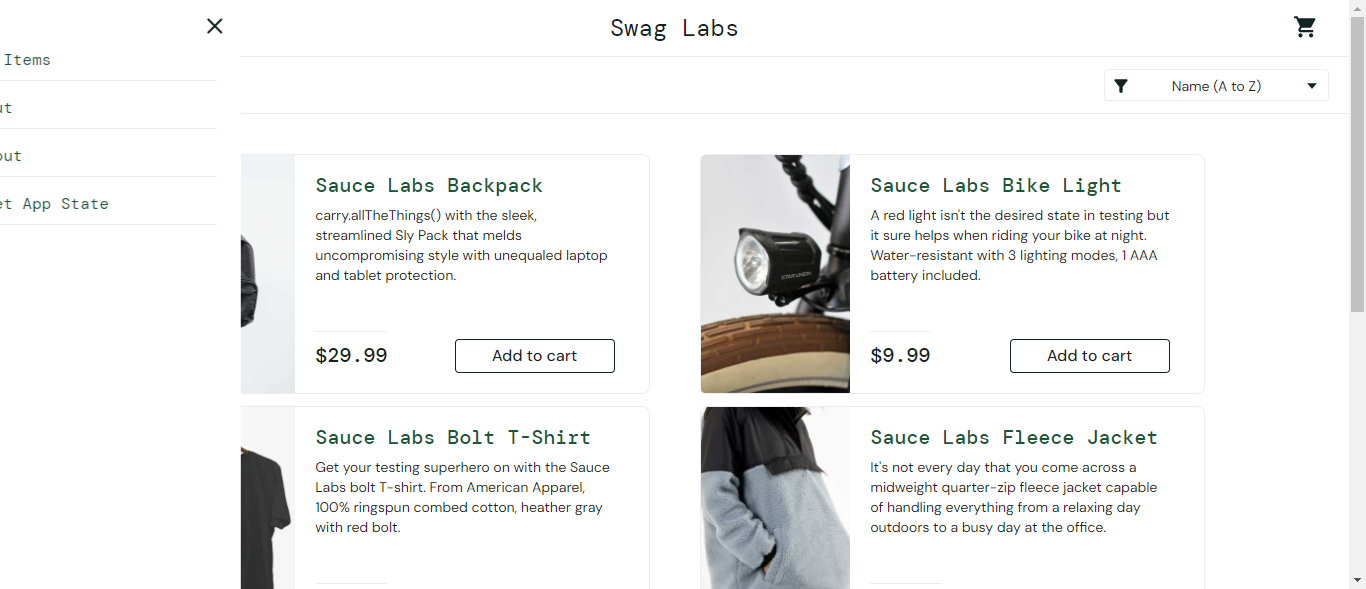 Swag Labs
Items
ut
out
et App State
Name (A to Z)
Sauce Labs Backpack
carry.allTheThings() with the sleek,
streamlined Sly Pack that melds
uncompromising style with unequaled laptop
and tablet protection.
$29.99
Add to cart
Sauce Labs Bike Light
A red light isn't the desired state in testing but
it sure helps when riding your bike at night.
Water-resistant with 3 lighting modes, 1 AAA
battery included.
$9.99
Add to cart
Sauce Labs Bolt T-Shirt
Get your testing superhero on with the Sauce
Labs bolt T-shirt. From American Apparel,
100% ringspun combed cotton, heather gray
with red bolt.
Sauce Labs Fleece Jacket
It's not every day that you come across a
midweight quarter-zip fleece jacket capable
of handling everything from a relaxing day
outdoors to a busy day at the office.
STAR UNION